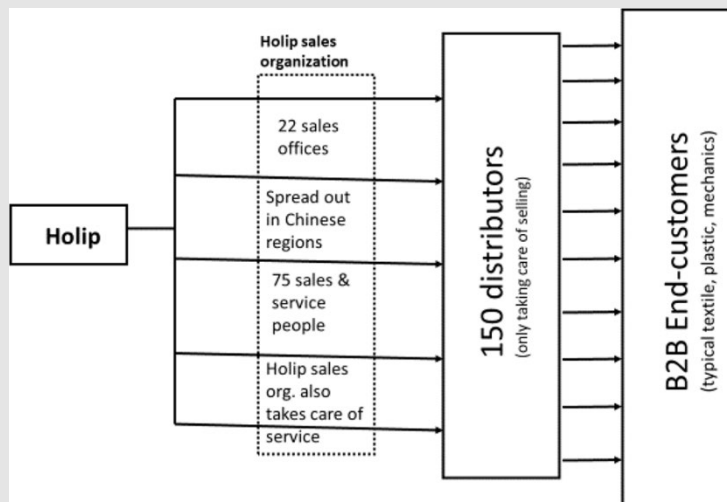 Holip sales
organization
22 sales
offices
Spread out
in Chinese
regions
Holip
75 sales &
service
people
Holip sales
org. also
takes care of
service
150 distributors
(only taking care of selling)
B2B End-customers
(typical textile, plastic, mechanics)